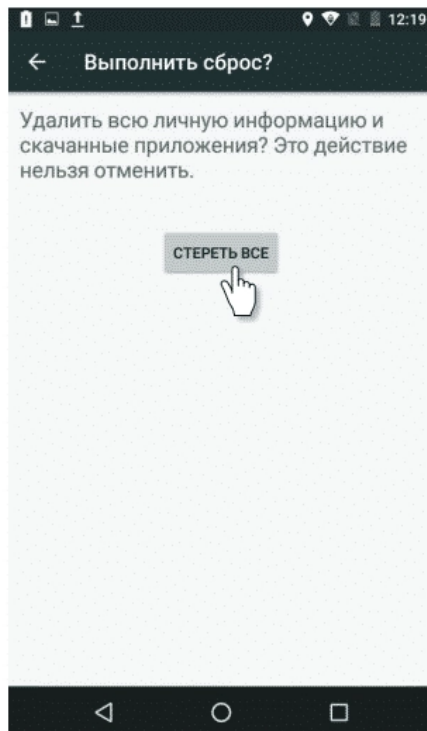 12:19
Выполнить сброс?
Удалить всю личную информацию и
скачанные приложения? Это действие
нельзя отменить.
СТЕРЕТЬ ВСЕ